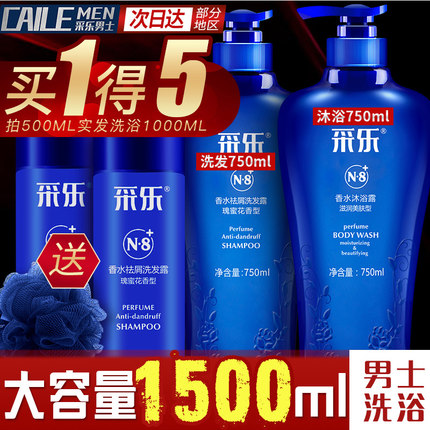 CAILE MEN
采乐男士
次日达
部分
地区
买1得5
拍500ML实发洗浴1000ML
采乐®
N·8+
送
采乐®
N·8+
香水祛屑洗发露
瑰蜜花香型
PERFUME
Anti-dandruff
SHAMPOO
洗发750ml
采乐®
N·8+
香水祛屑洗发露
瑰蜜花香型
Perfume
Anti-dandruff
SHAMPOO
净含量:750ml
沐浴750ml
采乐®
N·8+
香水沐浴露
滋润美肤型
perfume
BODY WASH
moisturizing
&
beautifying
净含量:750ml
大容量1500ml
男士
洗浴